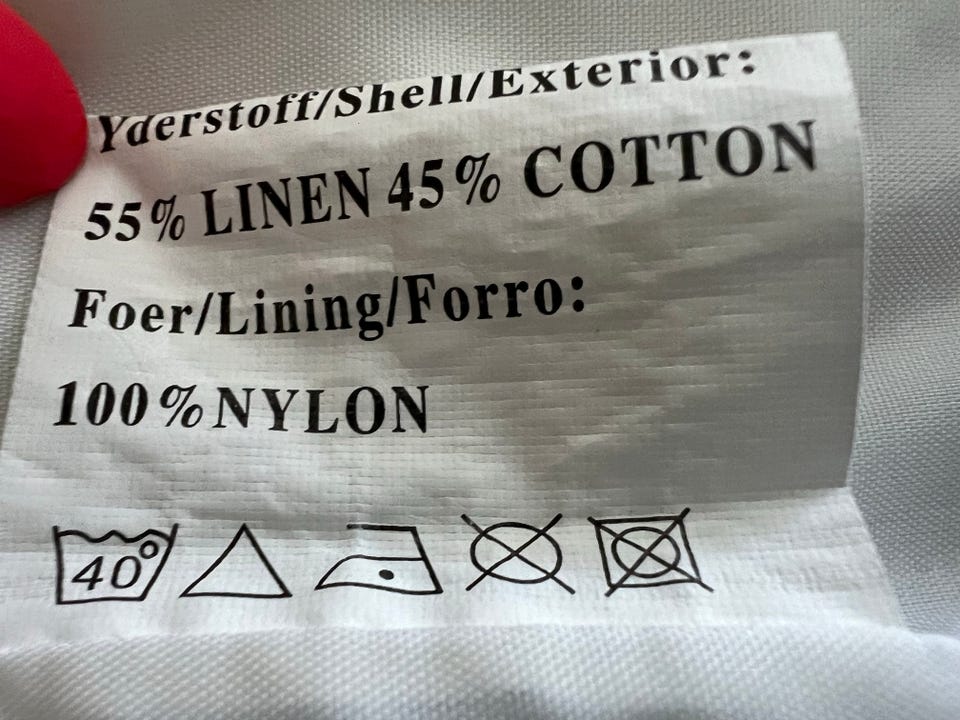 Yderstoff/Shell/Exterior:
55% LINEN 45% COTTON
Foer/Lining/Forro:
100% NYLON
40°